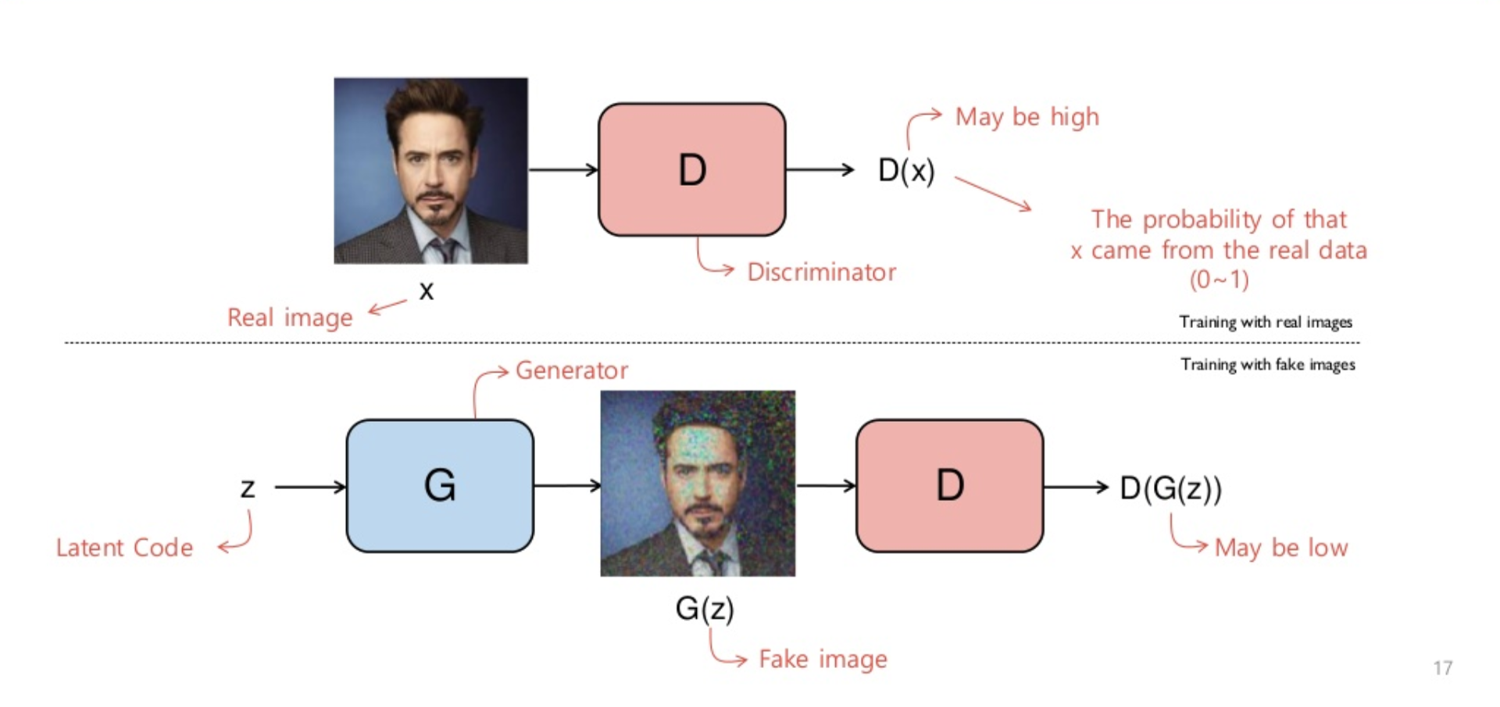 May be high
D
D(x)
The probability of that
x came from the real data
(0~1)
Discriminator
x
Real image
Training with real images
Training with fake images
Generator
z
G
D
D(G(z))
Latent Code
May be low
G(z)
Fake image
17